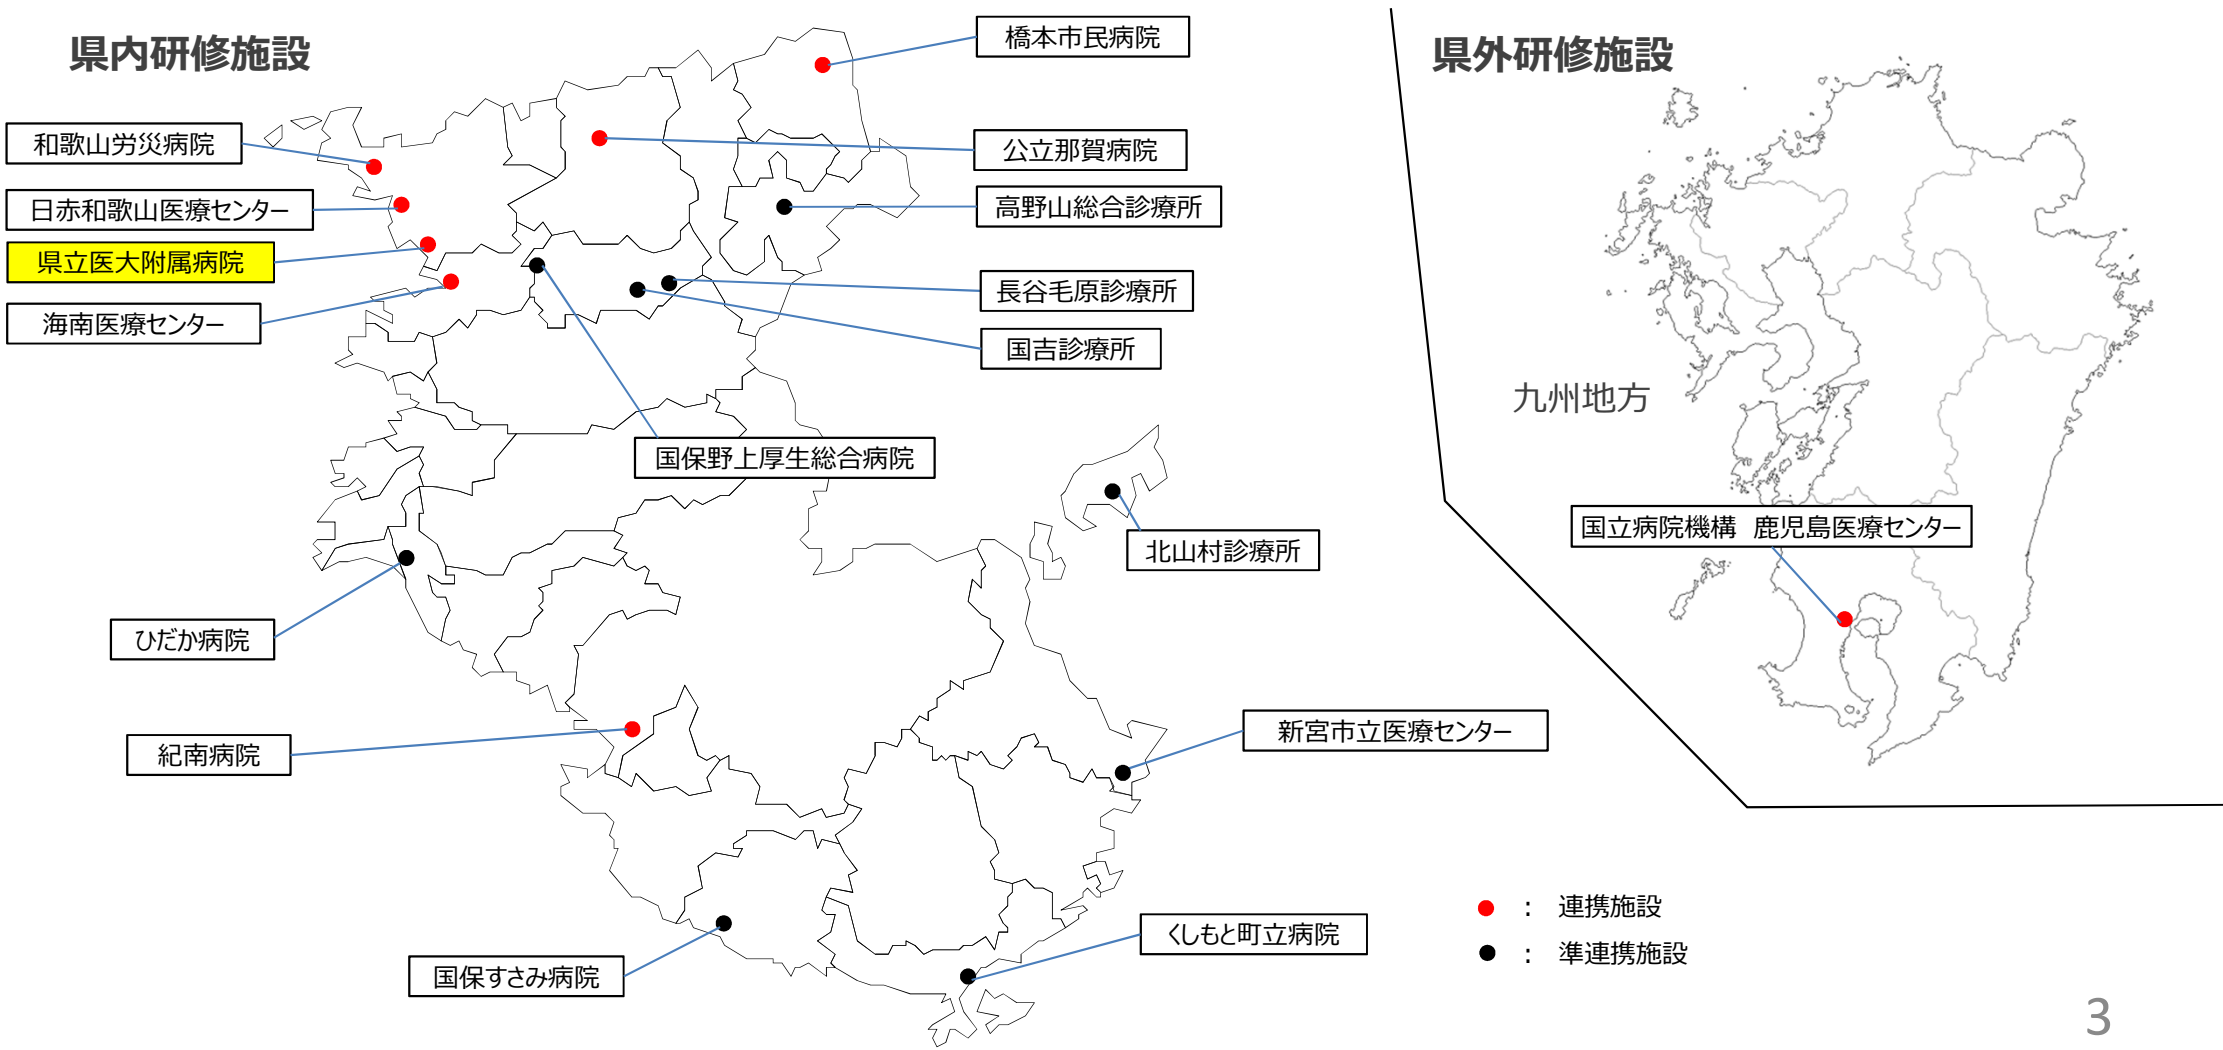 県内研修施設
橋本市民病院
和歌山労災病院
公立那賀病院
日赤和歌山医療センター
高野山総合診療所
県立医大附属病院
長谷毛原診療所
海南医療センター
国吉診療所
国保野上厚生総合病院
北山村診療所
ひだか病院
紀南病院
新宮市立医療センター
くしもと町立病院
国保すさみ病院
県外研修施設
九州地方
国立病院機構　鹿児島医療センター
：　連携施設
：　準連携施設
3